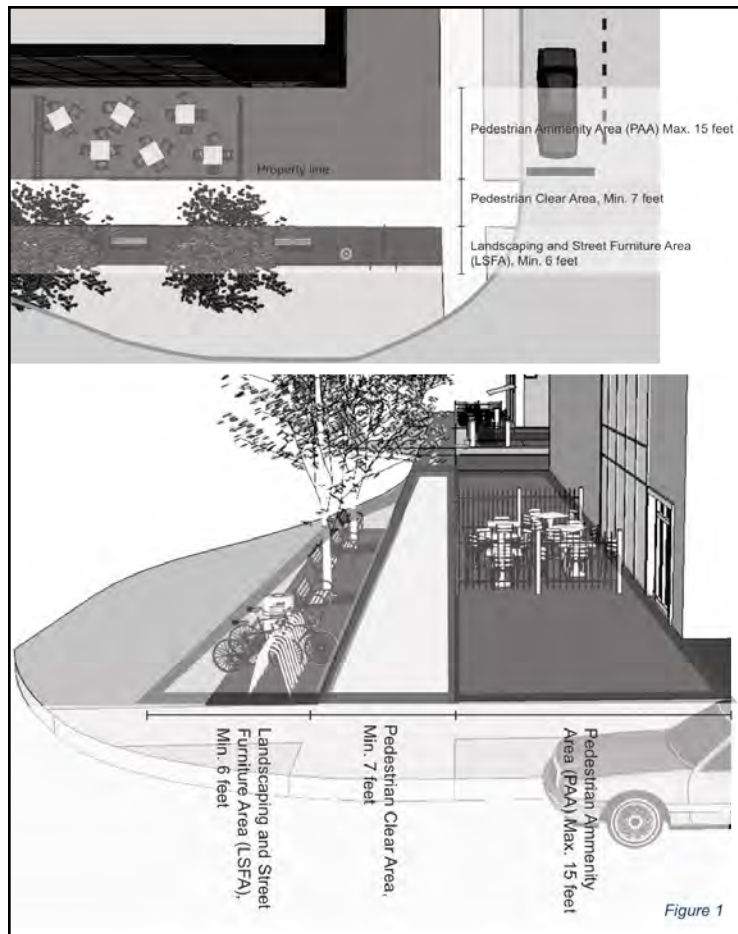 Pedestrian Ammenity Area (PAA) Max. 15 feet
Property line
Pedestrian Clear Area, Min. 7 feet
Landscaping and Street Furniture Area
(LSFA), Min. 6 feet
Landscaping and Street
Furniture Area (LSFA),
Min. 6 feet
Pedestrian Clear Area,
Min. 7 feet
Pedestrian Ammenity
Area (PAA) Max. 15 feet
Figure 1